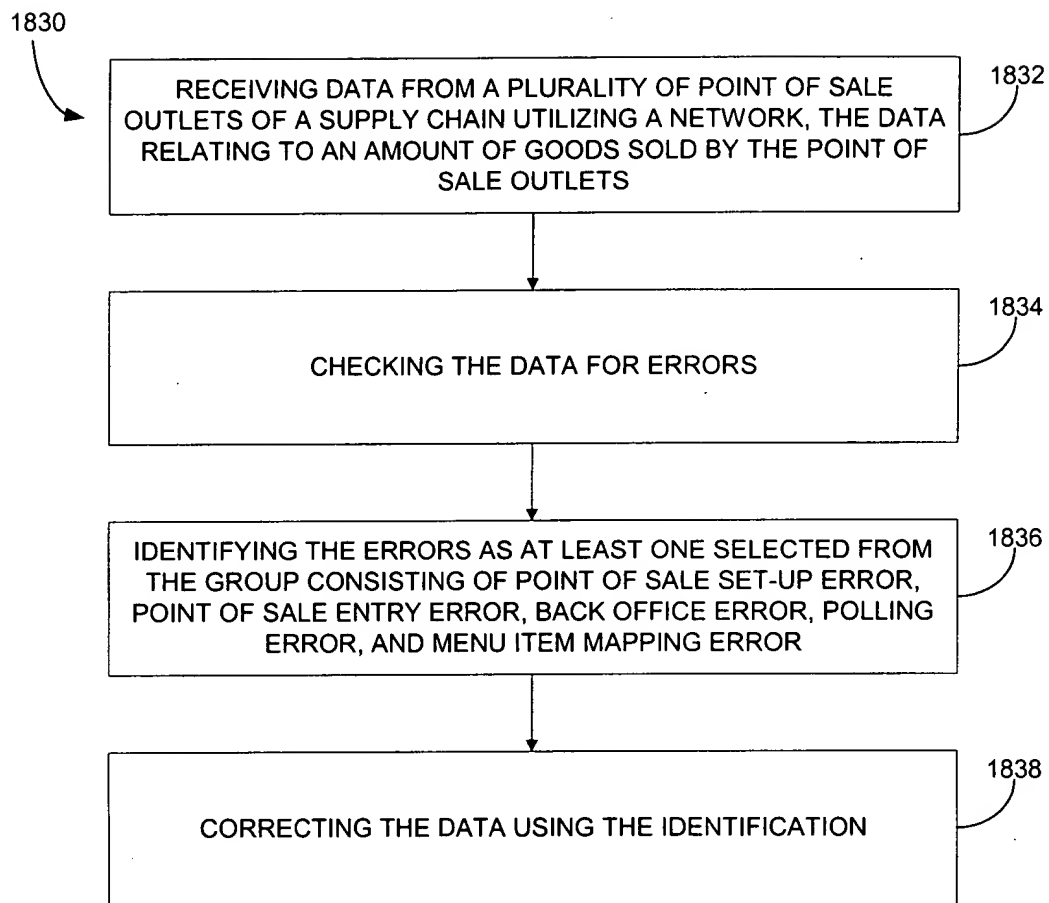 1830
RECEIVING DATA FROM A PLURALITY OF POINT OF SALE
OUTLETS OF A SUPPLY CHAIN UTILIZING A NETWORK, THE DATA
RELATING TO AN AMOUNT OF GOODS SOLD BY THE POINT OF
SALE OUTLETS
1832
CHECKING THE DATA FOR ERRORS
1834
IDENTIFYING THE ERRORS AS AT LEAST ONE SELECTED FROM
THE GROUP CONSISTING OF POINT OF SALE SET-UP ERROR,
POINT OF SALE ENTRY ERROR, BACK OFFICE ERROR, POLLING
ERROR, AND MENU ITEM MAPPING ERROR
1836
CORRECTING THE DATA USING THE IDENTIFICATION
1838